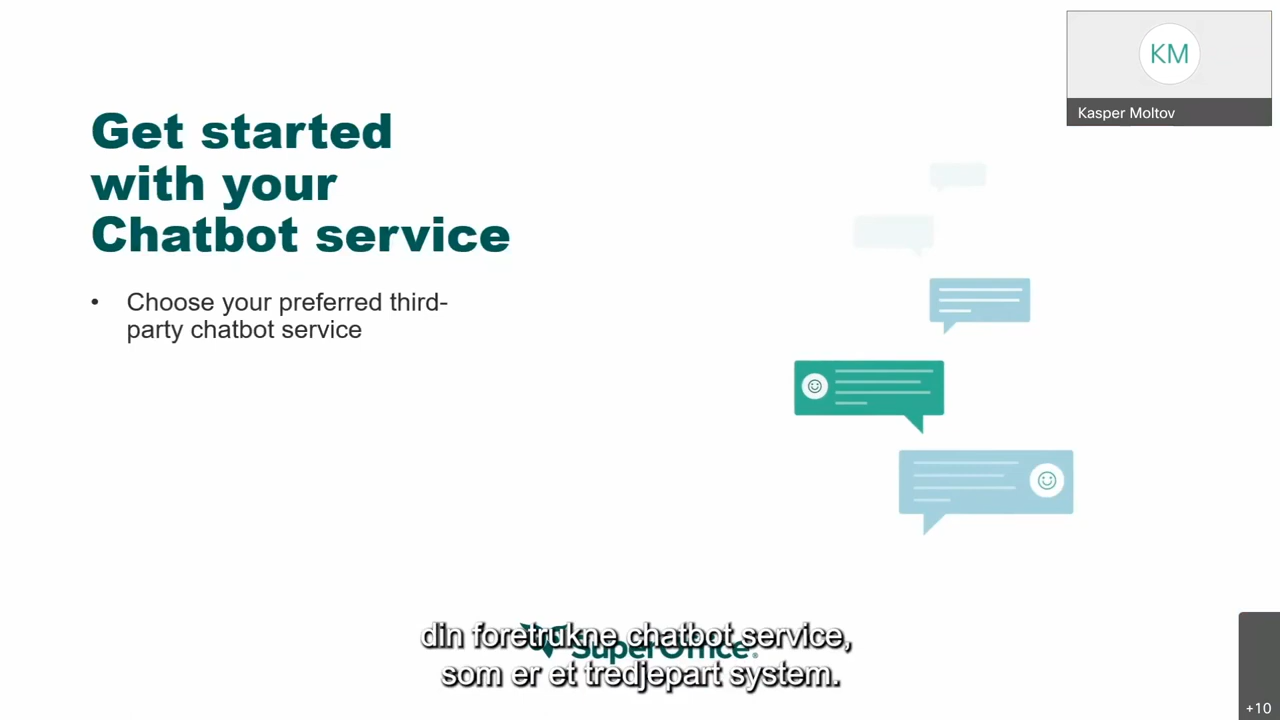 KM
Kasper Moltov
Get started
with your
Chatbot service
• Choose your preferred third-
party chatbot service
din foretrukne chatbot service,
SuperOffice®
som er et tredjepart system.
+10